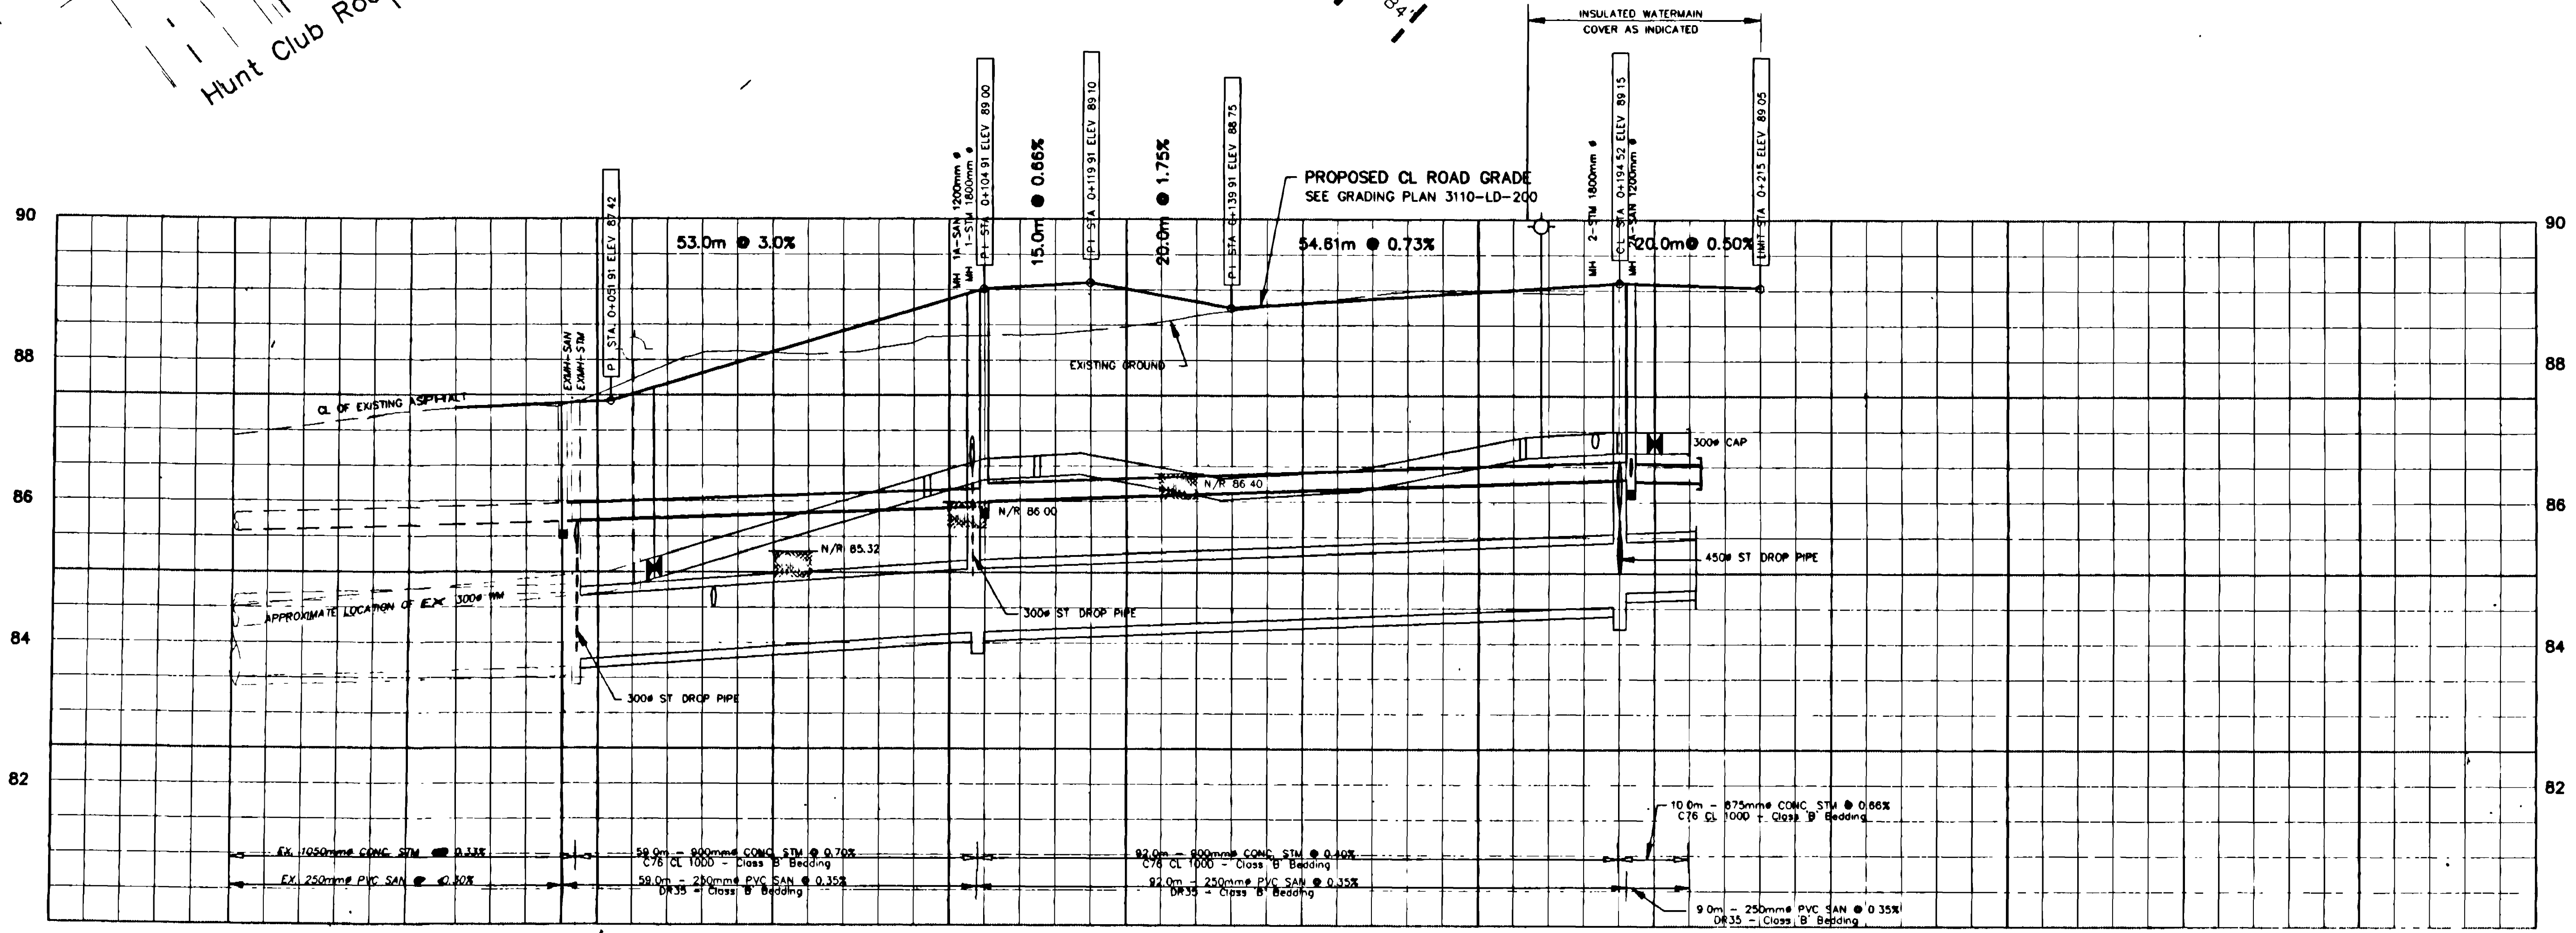 Hunt Club Roa
84
INSULATED WATERMAIN
COVER AS INDICATED
P I STA. 0+051 91 ELEV 87 42
MH 1A-SAN 1200mm ø
MH 1-STM 1800mm ø
P I STA 0+104 91 ELEV 89 00
P I STA 0+119 91 ELEV 89 10
P I STA 0+139 91 ELEV 88 75
MH 2-STM 1800mm ø
C L STA 0+194 52 ELEV 89 15
MH 2A-SAN 1200mm ø
LIMIT STA 0+215 ELEV 89 05
15.0m @ 0.66%
20.0m @ 1.75%
PROPOSED CL ROAD GRADE
SEE GRADING PLAN 3110-LD-200
90
90
53.0m @ 3.0%
54.61m @ 0.73%
20.0m @ 0.50%
88
88
EXMH-SAN
EXMH-STM
EXISTING GROUND
CL OF EXISTING ASPHALT
300ø CAP
86
86
N/R 86 40
N/R 86 00
N/R 85.32
450ø ST DROP PIPE
APPROXIMATE LOCATION OF EX 300ø WM
300ø ST DROP PIPE
84
84
300ø ST DROP PIPE
82
82
10 0m - 675mmø CONC STM @ 0 66%
C76 CL 1000 - Class 'B' Bedding
EX. 1050mmø CONC STM @ 0.33%
59.0m - 900mmø CONC STM @ 0.70%
C76 CL 1000 - Class 'B' Bedding
92.0m - 900mmø CONC STM @ 0.40%
C76 CL 1000 - Class 'B' Bedding
EX. 250mmø PVC SAN @ 0.30%
59.0m - 250mmø PVC SAN @ 0.35%
DR35 - Class 'B' Bedding
92.0m - 250mmø PVC SAN @ 0.35%
DR35 - Class 'B' Bedding
9 0m - 250mmø PVC SAN @ 0 35%
DR35 - Class 'B' Bedding